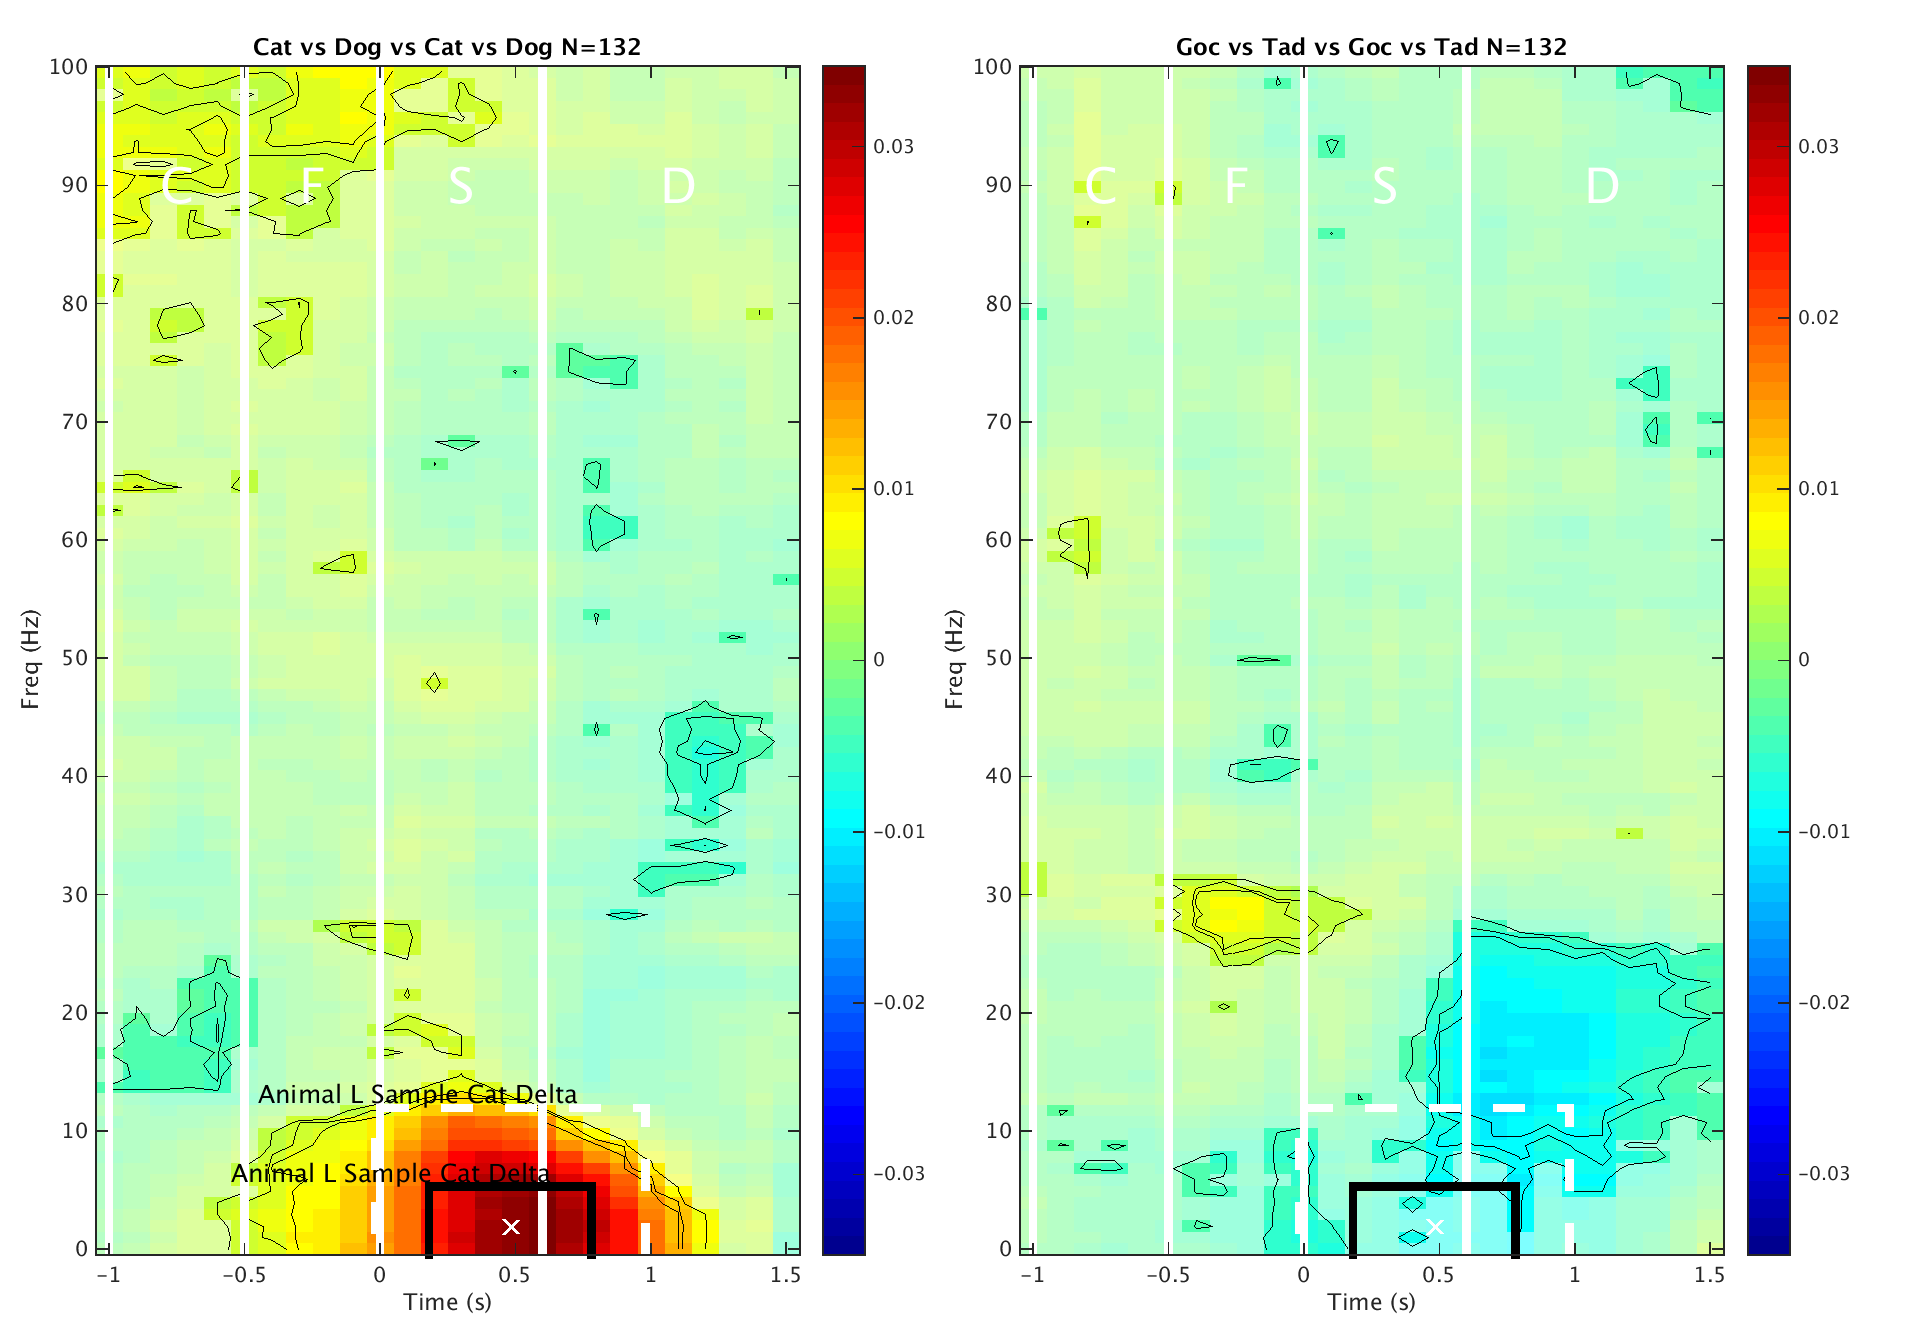 Cat vs Dog vs Cat vs Dog N=132
Goc vs Tad vs Goc vs Tad N=132
100
90
80
70
60
50
40
30
20
10
0
Freq (Hz)
C F S D
Animal L Sample Cat Delta
Animal L Sample Cat Delta
x
-1 -0.5 0 0.5 1 1.5
Time (s)
0.03
0.02
0.01
0
-0.01
-0.02
-0.03
100
90
80
70
60
50
40
30
20
10
0
Freq (Hz)
C F S D
x
-1 -0.5 0 0.5 1 1.5
Time (s)
0.03
0.02
0.01
0
-0.01
-0.02
-0.03